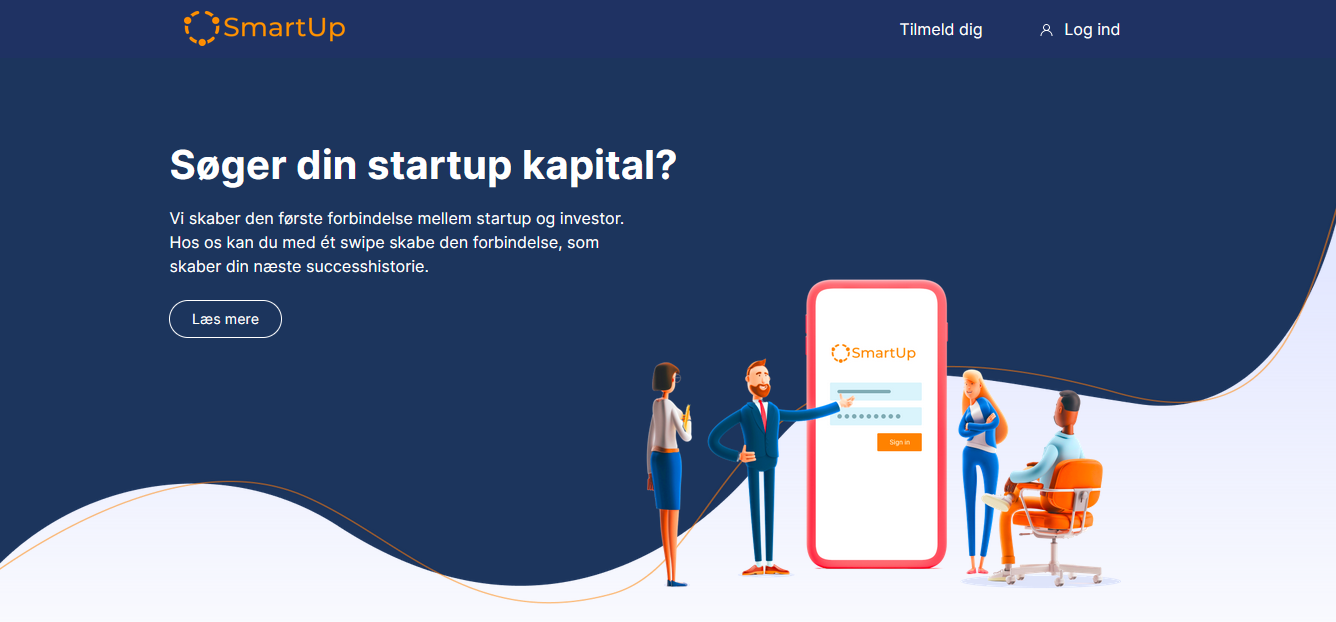 SmartUp
Tilmeld dig
Log ind
Søger din startup kapital?
Vi skaber den første forbindelse mellem startup og investor.
Hos os kan du med ét swipe skabe den forbindelse, som
skaber din næste successhistorie.
Læs mere
SmartUp
Sign in